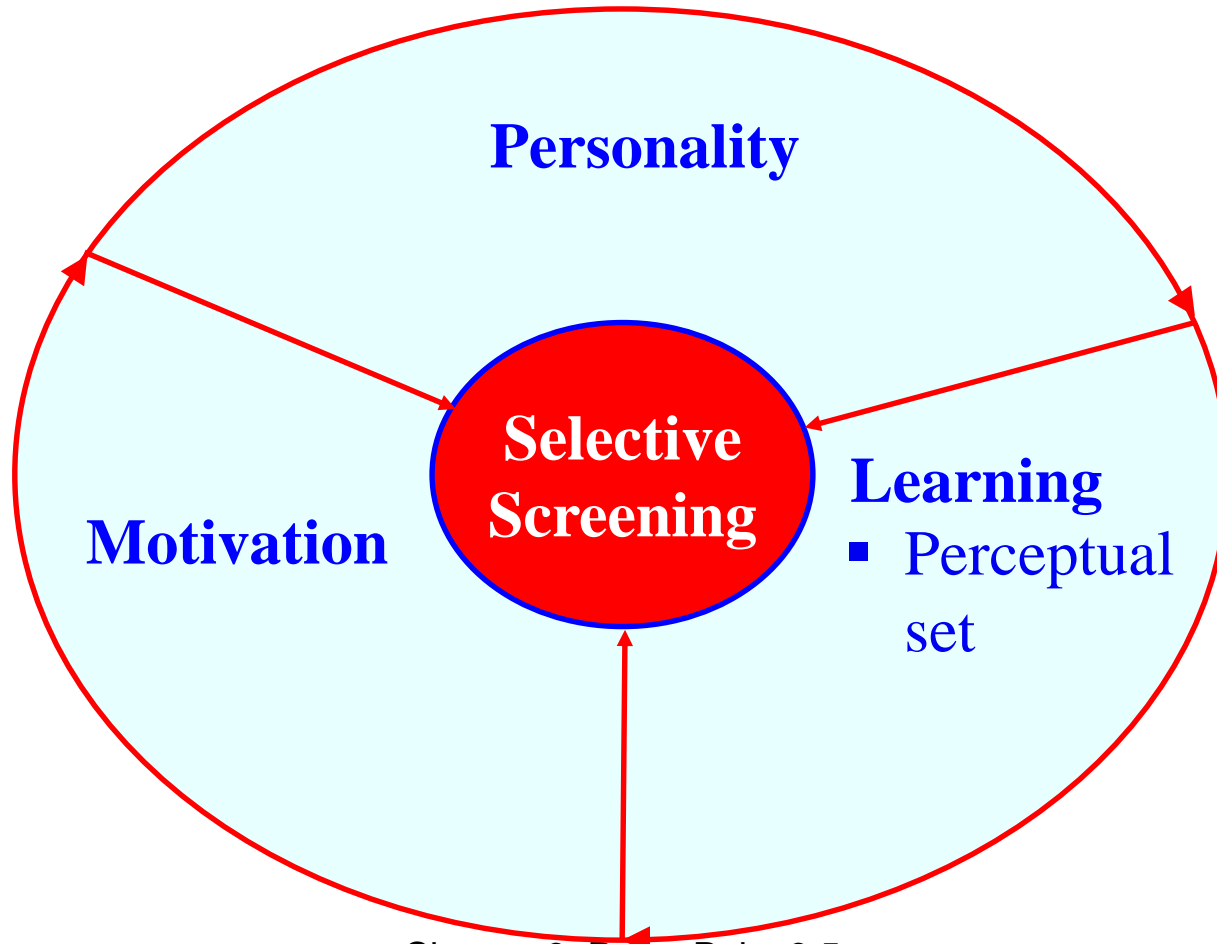 Personality
Selective
Screening
Learning
▪ Perceptual
set
Motivation